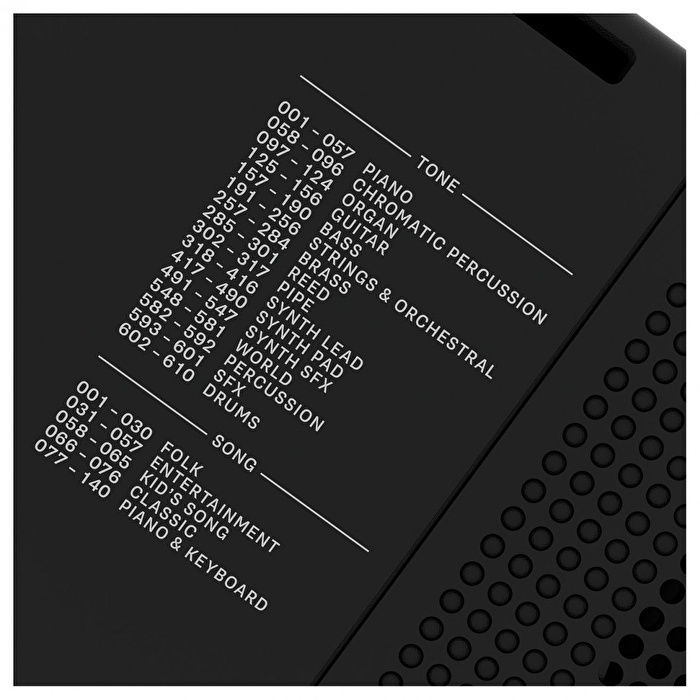 TONE
001 - 057 PIANO
058 - 096 CHROMATIC PERCUSSION
097 - 124 ORGAN
125 - 156 GUITAR
157 - 190 BASS
191 - 256 STRINGS & ORCHESTRAL
257 - 284 BRASS
285 - 301 REED
302 - 317 PIPE
318 - 416 SYNTH LEAD
417 - 490 SYNTH PAD
491 - 547 SYNTH SFX
548 - 581 WORLD
582 - 592 PERCUSSION
593 - 601 SFX
602 - 610 DRUMS
SONG
001 - 030 FOLK
031 - 057 ENTERTAINMENT
058 - 065 KID'S SONG
066 - 076 CLASSIC
077 - 140 PIANO & KEYBOARD